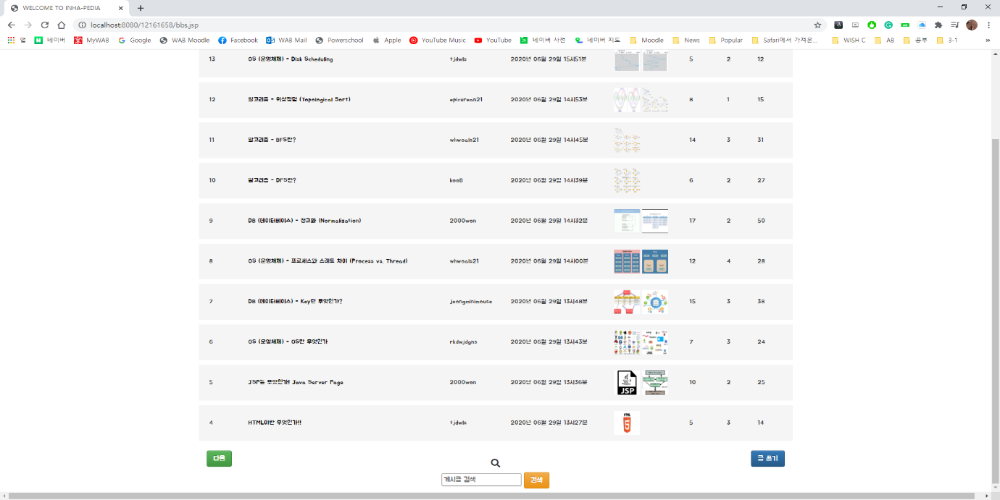 WELCOME TO INHA-PEDIA
localhost:8080/12161658/bbs.jsp
앱 네이버 MyWAB Google WAB Moodle Facebook WAB Mail Powerschool Apple YouTube Music YouTube 네이버 사전 네이버 지도 Moodle News Popular Safari에서 가져온... WISH C AB 공부 3-1 »
13 OS (운영체제) - Disk Scheduling tjdwls 2020년 06월 29일 15시51분 5 2 12
12 알고리즘 - 위상정렬 (Topological Sort) epicurean21 2020년 06월 29일 14시53분 8 1 15
11 알고리즘 - BFS란? whwoals21 2020년 06월 29일 14시45분 14 3 31
10 알고리즘 - DFS란? kooB 2020년 06월 29일 14시39분 6 2 27
9 DB (데이터베이스) - 정규화 (Normalization) 2000won 2020년 06월 29일 14시32분 17 2 50
8 OS (운영체제) - 프로세스와 스레드 차이 (Process vs. Thread) whwoals21 2020년 06월 29일 14시00분 12 4 28
7 DB (데이터베이스) - Key란 무엇인가? jeongminimouse 2020년 06월 29일 13시48분 15 3 38
6 OS (운영체제) - OS란 무엇인가 rkdwjdgns 2020년 06월 29일 13시43분 7 3 24
5 JSP는 무엇인가! Java Server Page 2000won 2020년 06월 29일 13시36분 JSP 10 2 25
4 HTML이란 무엇인가!! tjdwls 2020년 06월 29일 13시27분 HTML 5 5 3 14
다음 글 쓰기
게시글 검색 검색